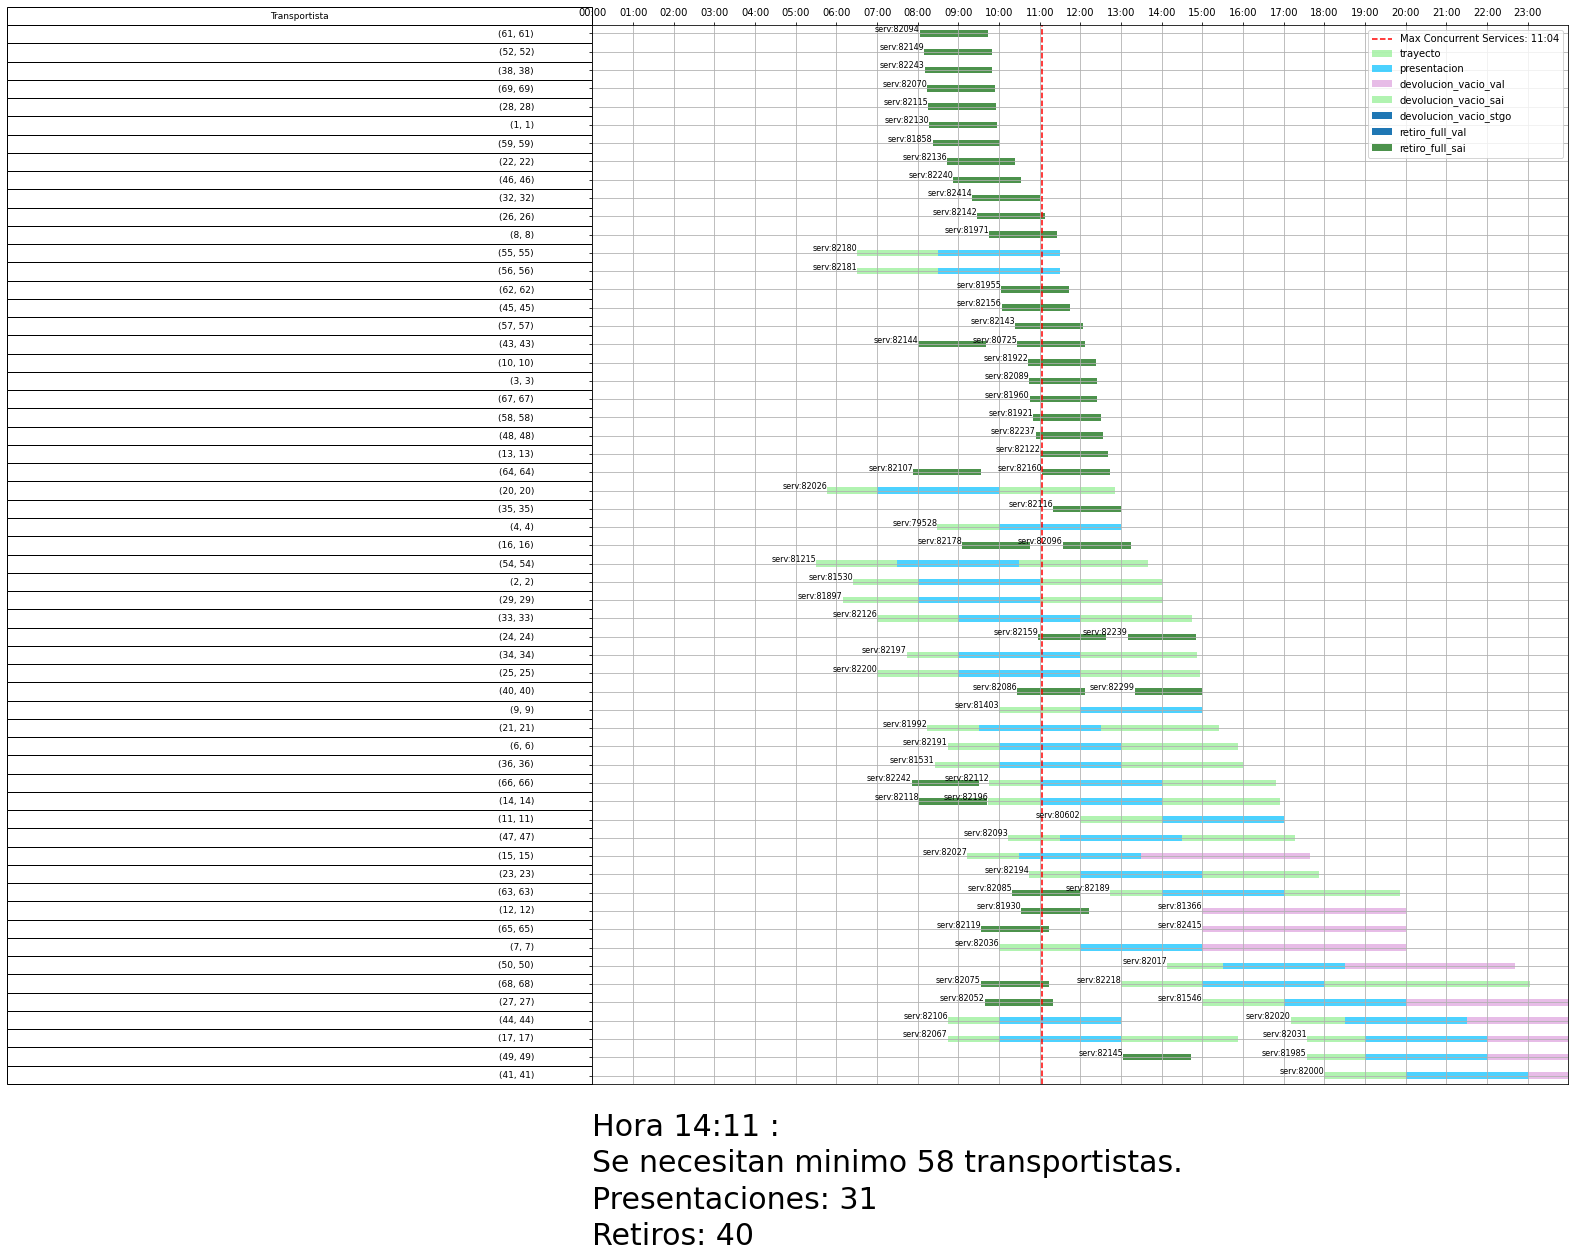 Transportista
00:00 01:00 02:00 03:00 04:00 05:00 06:00 07:00 08:00 09:00 10:00 11:00 12:00 13:00 14:00 15:00 16:00 17:00 18:00 19:00 20:00 21:00 22:00 23:00
Max Concurrent Services: 11:04
trayecto
presentacion
devolucion_vacio_val
devolucion_vacio_sai
devolucion_vacio_stgo
retiro_full_val
retiro_full_sai
(61, 61) serv:82094
(52, 52) serv:82149
(38, 38) serv:82243
(69, 69) serv:82070
(28, 28) serv:82115
(1, 1) serv:82130
(59, 59) serv:81858
(22, 22) serv:82136
(46, 46) serv:82240
(32, 32) serv:82414
(26, 26) serv:82142
(8, 8) serv:81971
(55, 55) serv:82180
(56, 56) serv:82181
(62, 62) serv:81955
(45, 45) serv:82156
(57, 57) serv:82143
(43, 43) serv:82144 serv:80725
(10, 10) serv:81922
(3, 3) serv:82089
(67, 67) serv:81960
(58, 58) serv:81921
(48, 48) serv:82237
(13, 13) serv:82122
(64, 64) serv:82107 serv:82160
(20, 20) serv:82026
(35, 35) serv:82116
(4, 4) serv:79528
(16, 16) serv:82178 serv:82096
(54, 54) serv:81215
(2, 2) serv:81530
(29, 29) serv:81897
(33, 33) serv:82126
(24, 24) serv:82159 serv:82239
(34, 34) serv:82197
(25, 25) serv:82200
(40, 40) serv:82086 serv:82299
(9, 9) serv:81403
(21, 21) serv:81992
(6, 6) serv:82191
(36, 36) serv:81531
(66, 66) serv:82242 serv:82112
(14, 14) serv:82118 serv:82196
(11, 11) serv:80602
(47, 47) serv:82093
(15, 15) serv:82027
(23, 23) serv:82194
(63, 63) serv:82085 serv:82189
(12, 12) serv:81930 serv:81366
(65, 65) serv:82119 serv:82415
(7, 7) serv:82036
(50, 50) serv:82017
(68, 68) serv:82075 serv:82218
(27, 27) serv:82052 serv:81546
(44, 44) serv:82106 serv:82020
(17, 17) serv:82067 serv:82031
(49, 49) serv:82145 serv:81985
(41, 41) serv:82000
Hora 14:11 :
Se necesitan minimo 58 transportistas.
Presentaciones: 31
Retiros: 40